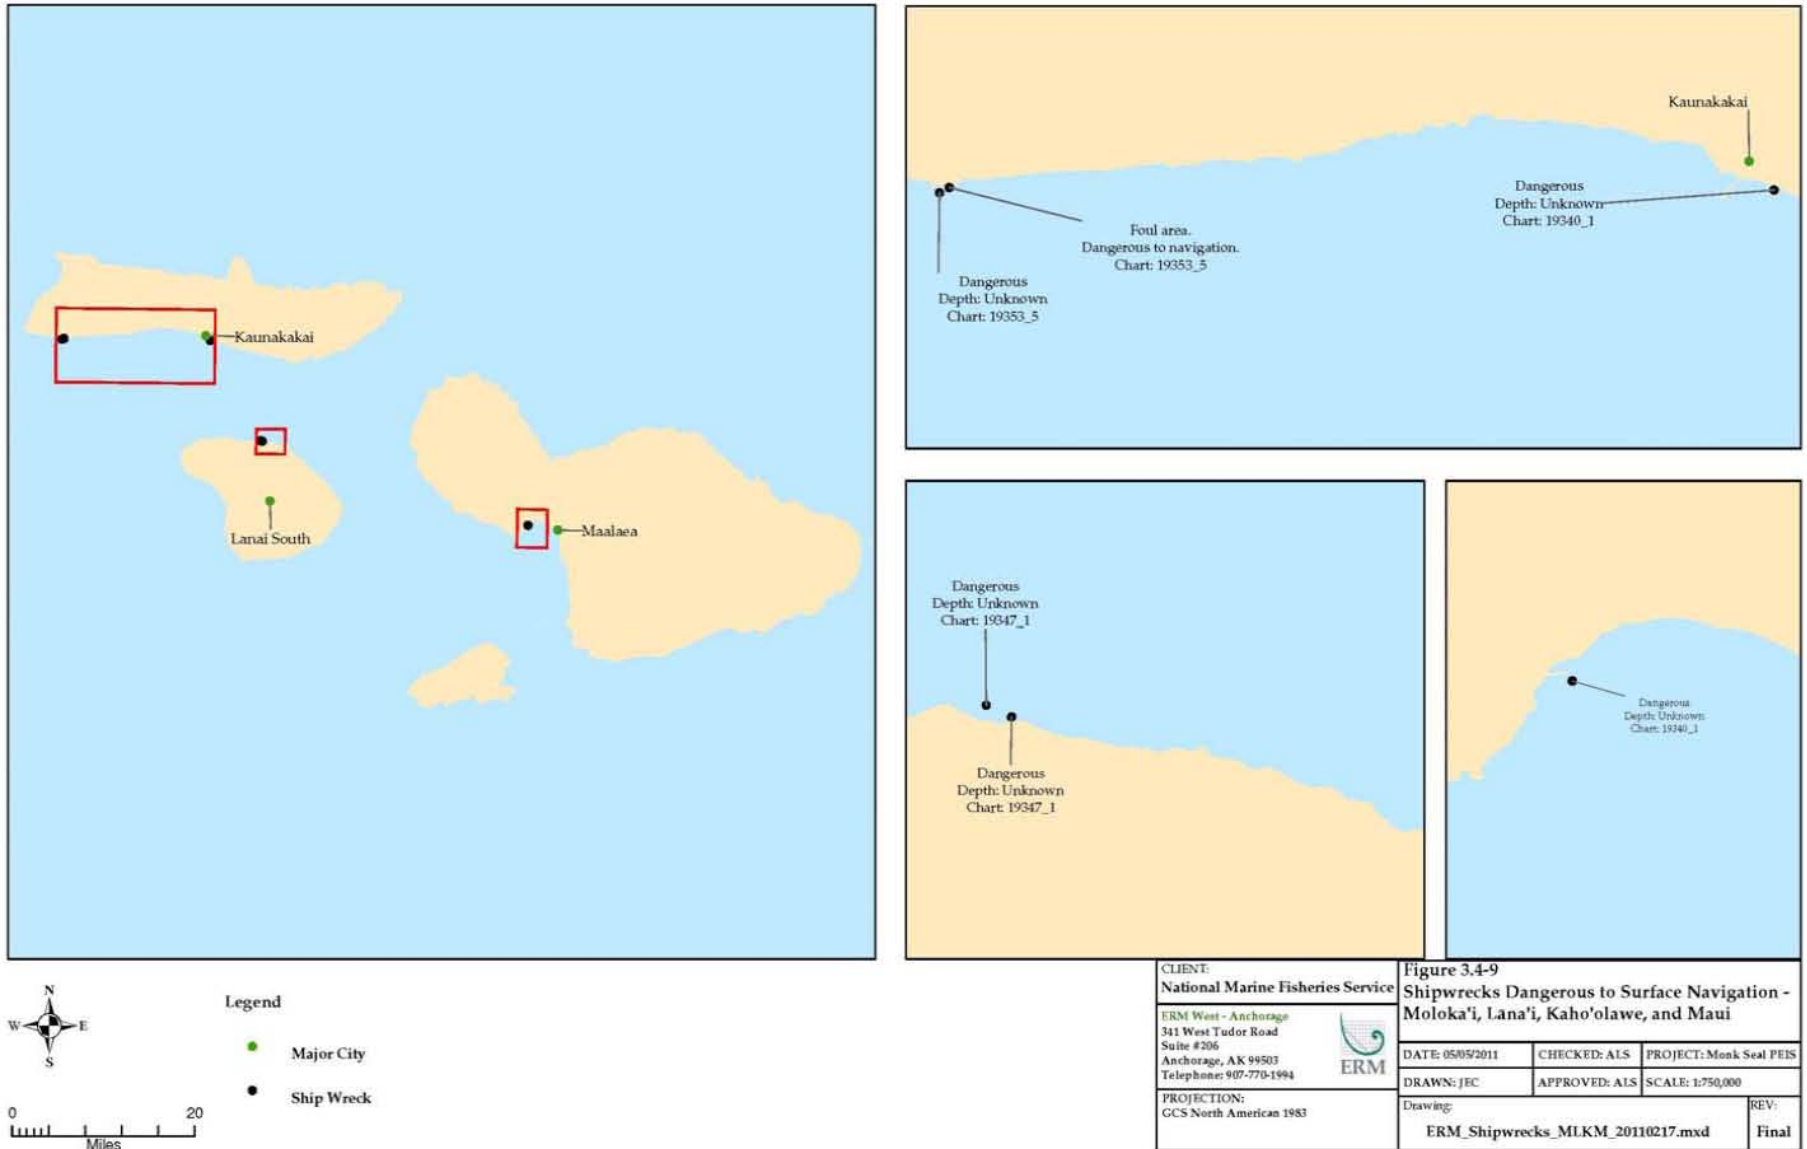 Kaunakakai
Lanai South
Maalaea
Kaunakakai
Dangerous
Depth: Unknown
Chart: 19340_1
Foul area.
Dangerous to navigation.
Chart: 19353_5
Dangerous
Depth: Unknown
Chart: 19353_5
Dangerous
Depth: Unknown
Chart: 19347_1
Dangerous
Depth: Unknown
Chart: 19347_1
Dangerous
Depth: Unknown
Chart: 19340_1
N
W E
S
Legend
Major City
Ship Wreck
0 20
Miles
CLIENT:
National Marine Fisheries Service
ERM West - Anchorage
341 West Tudor Road
Suite #206
Anchorage, AK 99503
Telephone: 907-770-1994
ERM
PROJECTION:
GCS North American 1983
Figure 3.4-9
Shipwrecks Dangerous to Surface Navigation -
Moloka'i, Lana'i, Kaho'olawe, and Maui
DATE: 05/05/2011 CHECKED: ALS PROJECT: Monk Seal PEIS
DRAWN: JEC APPROVED: ALS SCALE: 1:750,000
Drawing: REV:
ERM_Shipwrecks_MLKM_20110217.mxd Final